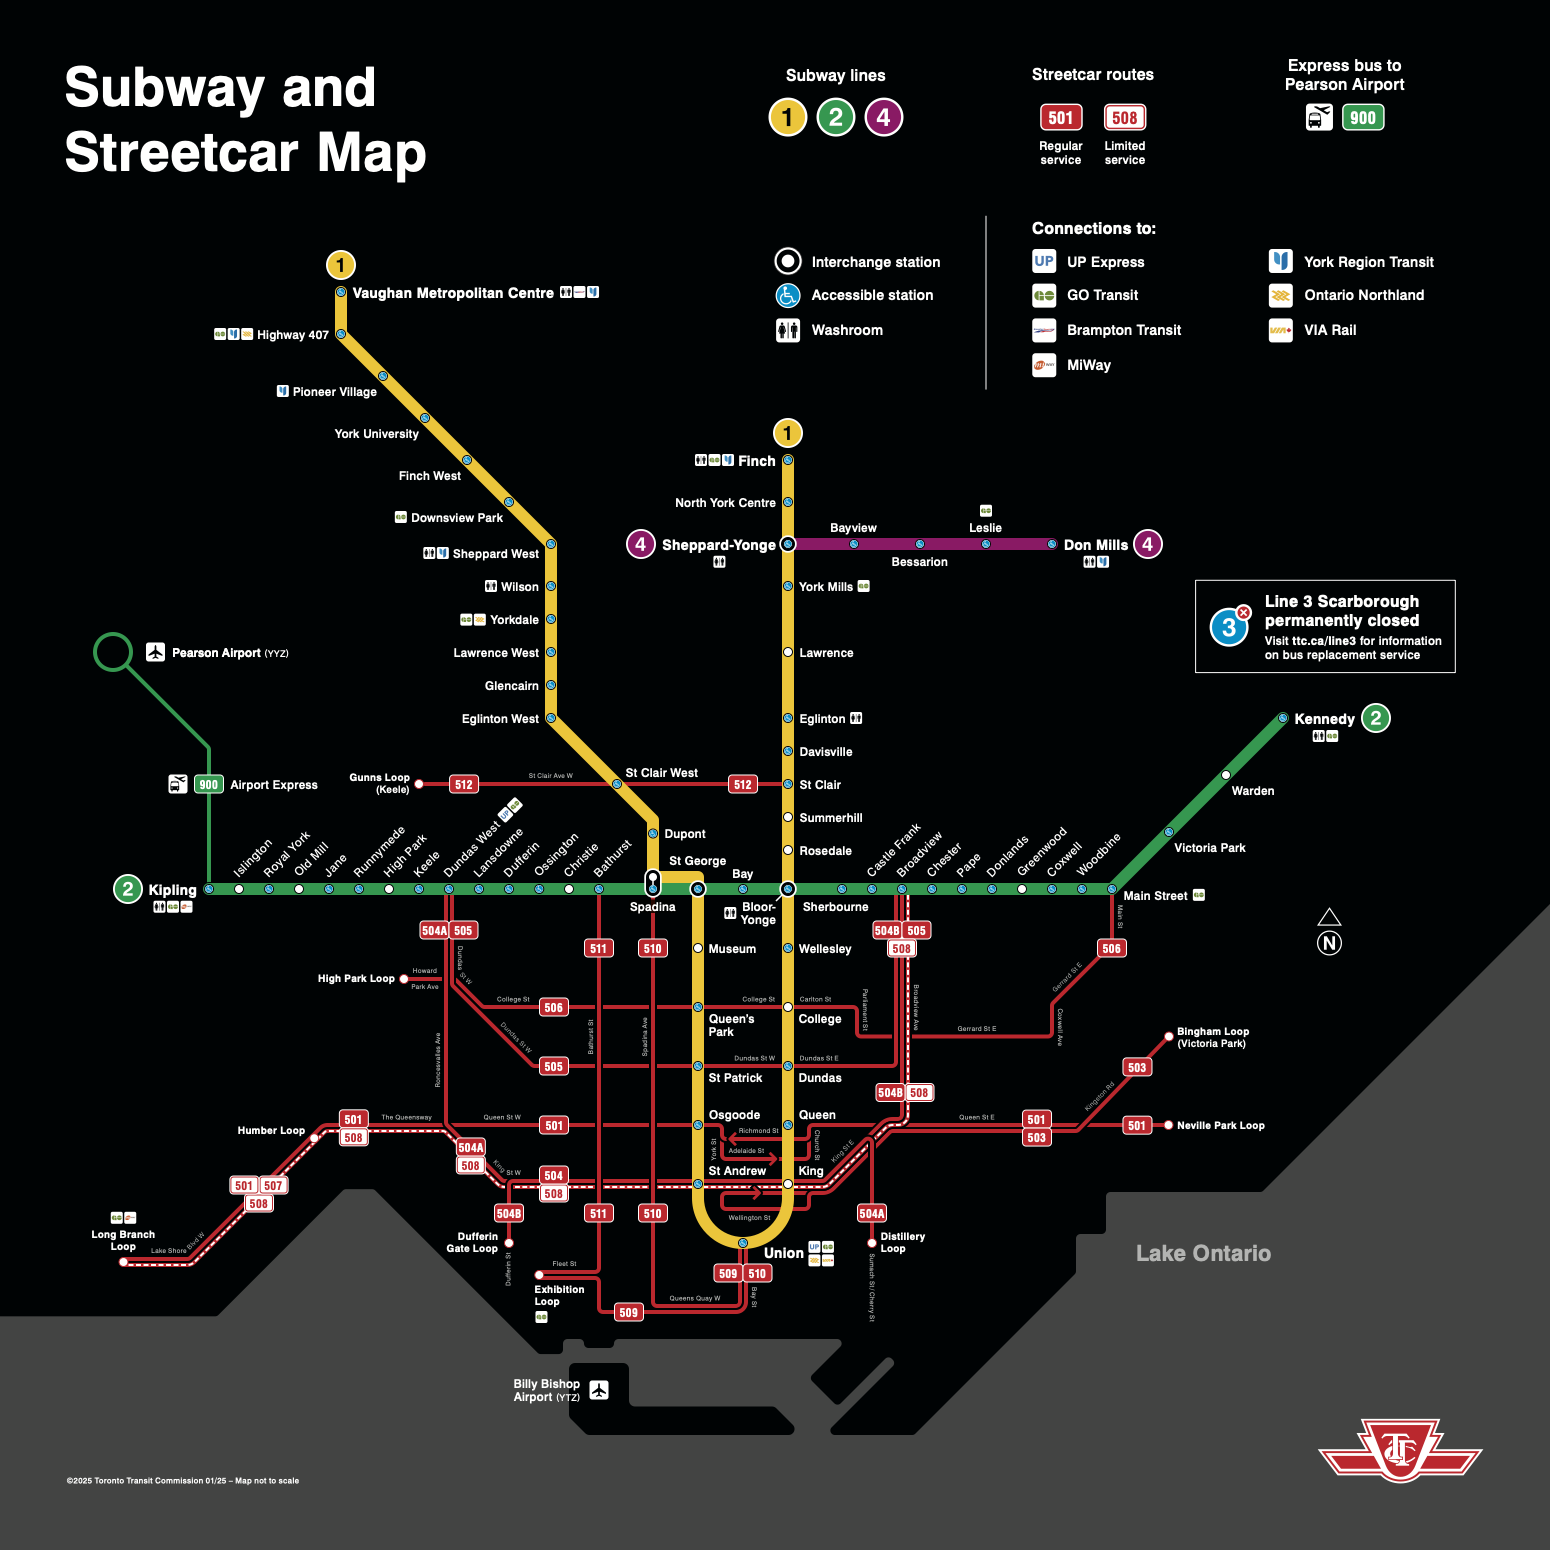 Subway and
Streetcar Map
Subway lines
1
2
4
Streetcar routes
501
508
Regular
service
Limited
service
Express bus to
Pearson Airport
900
Interchange station
Accessible station
Washroom
Connections to:
UP
UP Express
GO Transit
Brampton Transit
MiWay
York Region Transit
Ontario Northland
VIA Rail
1
Vaughan Metropolitan Centre
Highway 407
Pioneer Village
York University
Finch West
Downsview Park
Sheppard West
Wilson
Yorkdale
Lawrence West
Glencairn
Eglinton West
St Clair West
Dupont
St George
Spadina
1
Finch
North York Centre
4
Sheppard-Yonge
Bayview
Bessarion
Leslie
Don Mills
4
York Mills
Lawrence
Eglinton
Davisville
St Clair
Summerhill
Rosedale
3
Line 3 Scarborough
permanently closed
Visit ttc.ca/line3 for information
on bus replacement service
Pearson Airport (YYZ)
900
Airport Express
Gunns Loop
(Keele)
512
St Clair Ave W
512
2
Kipling
Islington
Royal York
Old Mill
Jane
Runnymede
High Park
Keele
Dundas West
UP
Lansdowne
Dufferin
Ossington
Christie
Bathurst
Bay
Bloor-
Yonge
Sherbourne
Castle Frank
Broadview
Chester
Pape
Donlands
Greenwood
Coxwell
Woodbine
Main Street
Victoria Park
Warden
Kennedy
2
N
504A
505
511
510
504B
505
508
506
Main St
Museum
Wellesley
High Park Loop
Howard
Park Ave
Dundas
St W
College St
506
College St
Carlton St
Queen's
Park
College
Parliament St
Broadview Ave
Gerrard St E
Gerrard St E
Coxwell Ave
Roncesvalles Ave
Dundas St W
505
Bathurst St
Spadina Ave
Dundas St W
Dundas St E
St Patrick
Dundas
504B
508
Bingham Loop
(Victoria Park)
503
Kingston Rd
Humber Loop
501
508
The Queensway
Queen St W
501
Osgoode
Queen
Richmond St
Adelaide St
York St
Church St
King St E
Queen St E
501
503
501
Neville Park Loop
504A
508
King
St W
504
508
St Andrew
King
Wellington St
501
507
508
Long Branch
Loop
Lake Shore
Blvd W
504B
511
510
504A
Dufferin
Gate Loop
Dufferin St
Fleet St
Exhibition
Loop
509
Queens Quay W
509
510
Bay St
Union
UP
Distillery
Loop
Sumach St / Cherry St
Lake Ontario
Billy Bishop
Airport (YTZ)
TTC
©2025 Toronto Transit Commission 01/25 – Map not to scale